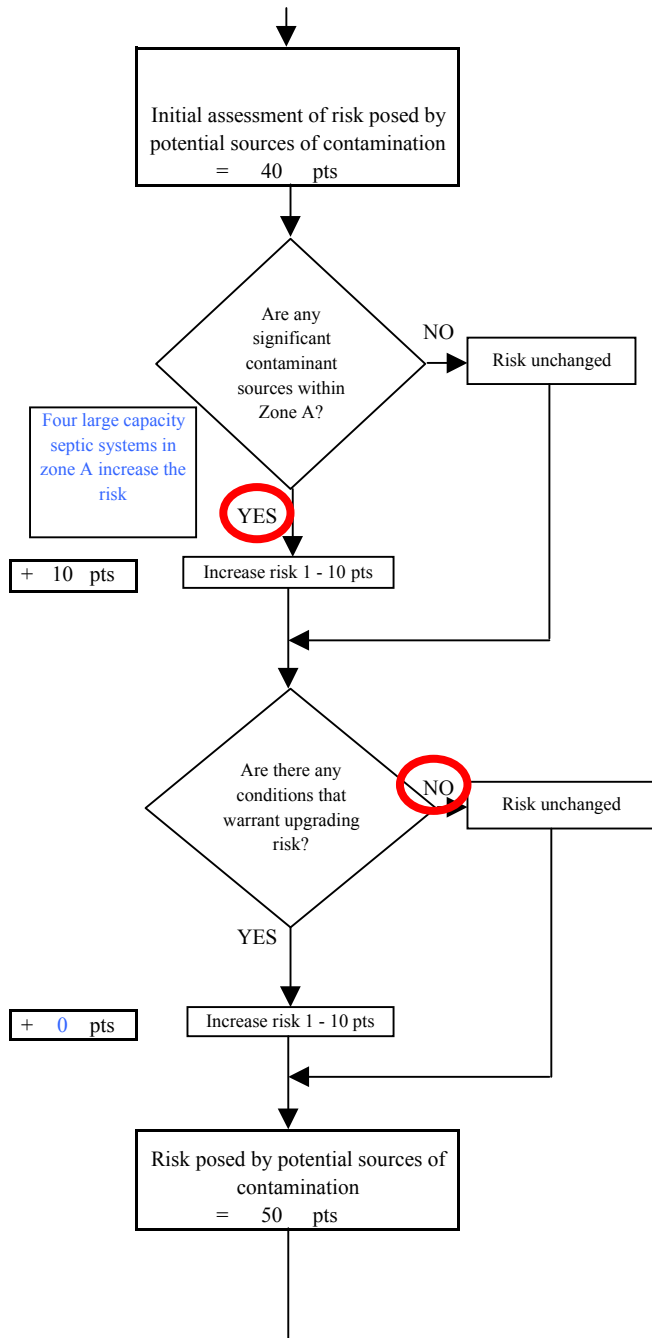 Initial assessment of risk posed by
potential sources of contamination
= 40 pts
Are any
significant
contaminant
sources within
Zone A?
NO
Risk unchanged
Four large capacity
septic systems in
zone A increase the
risk
YES
+ 10 pts
Increase risk 1 - 10 pts
Are there any
conditions that
warrant upgrading
risk?
NO
Risk unchanged
YES
+ 0 pts
Increase risk 1 - 10 pts
Risk posed by potential sources of
contamination
= 50 pts